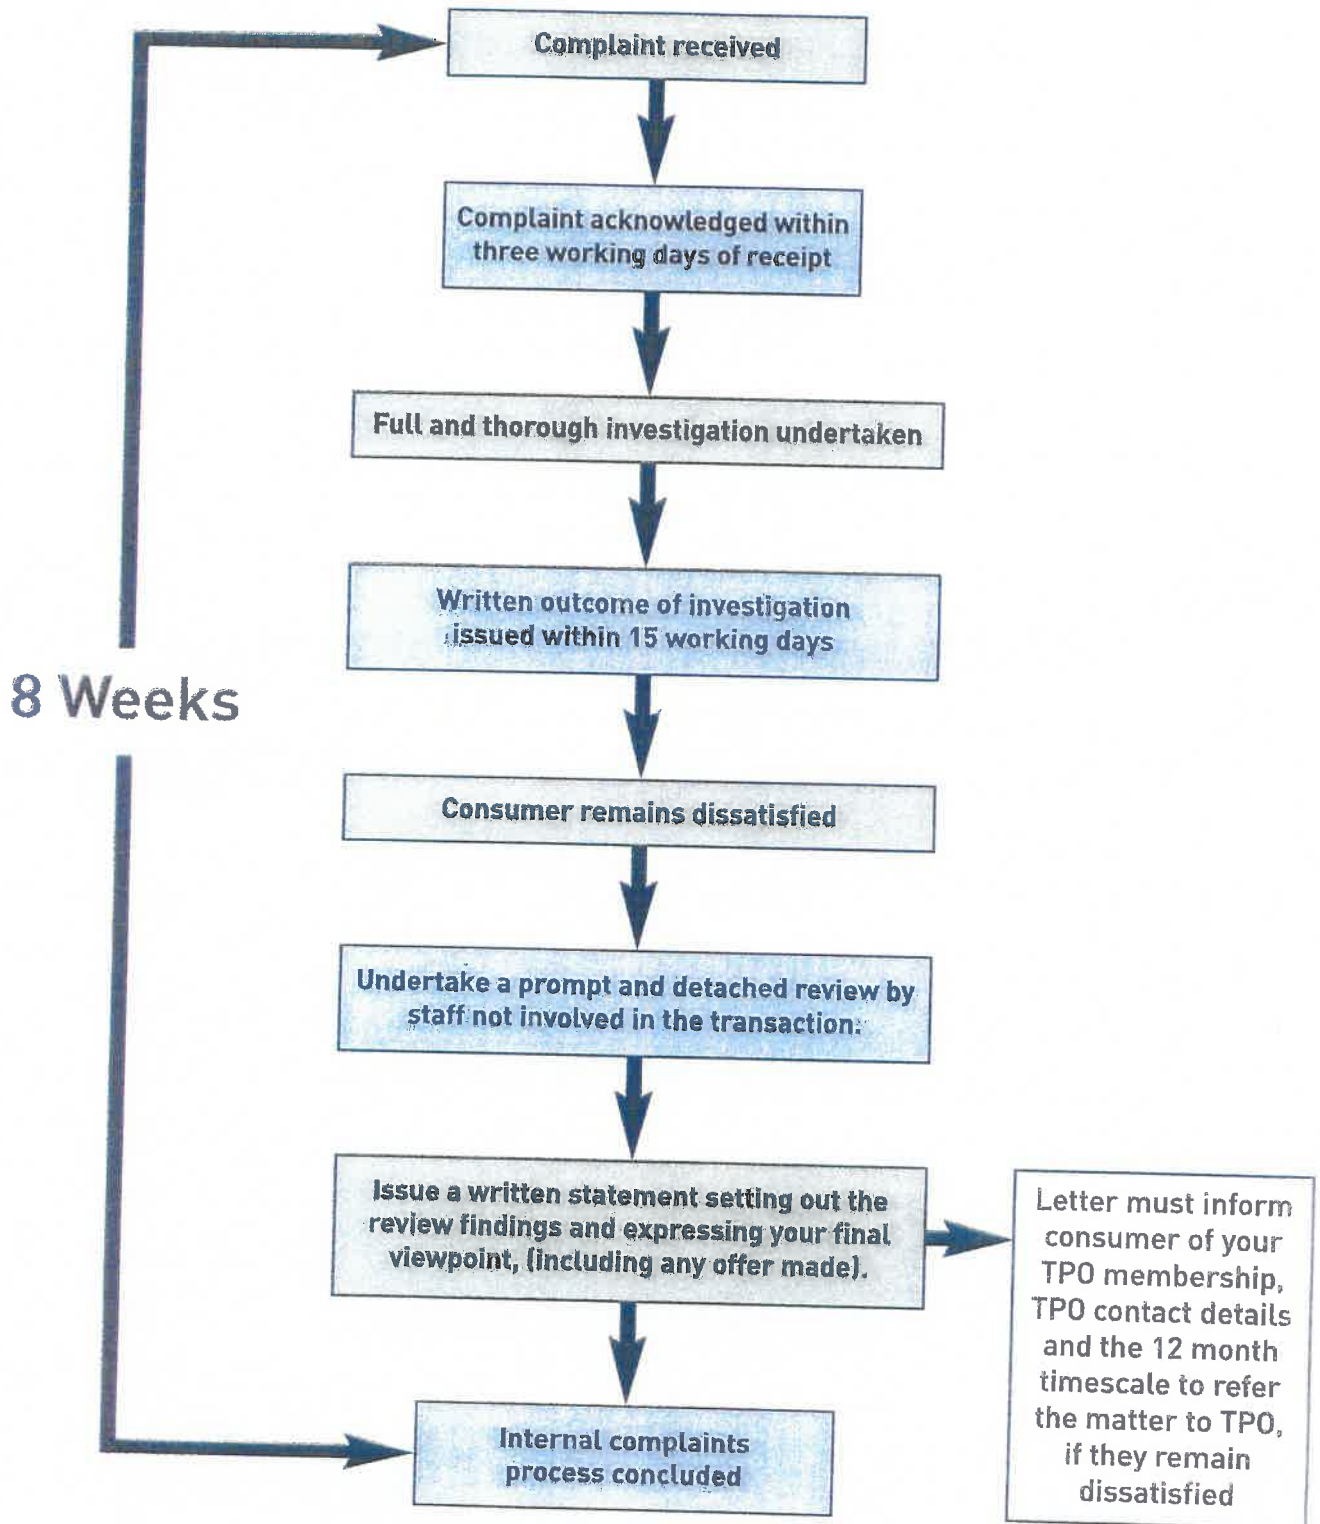 Complaint received
Complaint acknowledged within
three working days of receipt
Full and thorough investigation undertaken
Written outcome of investigation
issued within 15 working days
8 Weeks
Consumer remains dissatisfied
Undertake a prompt and detached review by
staff not involved in the transaction.
Issue a written statement setting out the
review findings and expressing your final
viewpoint, (including any offer made).
Letter must inform
consumer of your
TPO membership,
TPO contact details
and the 12 month
timescale to refer
the matter to TPO,
if they remain
dissatisfied
Internal complaints
process concluded